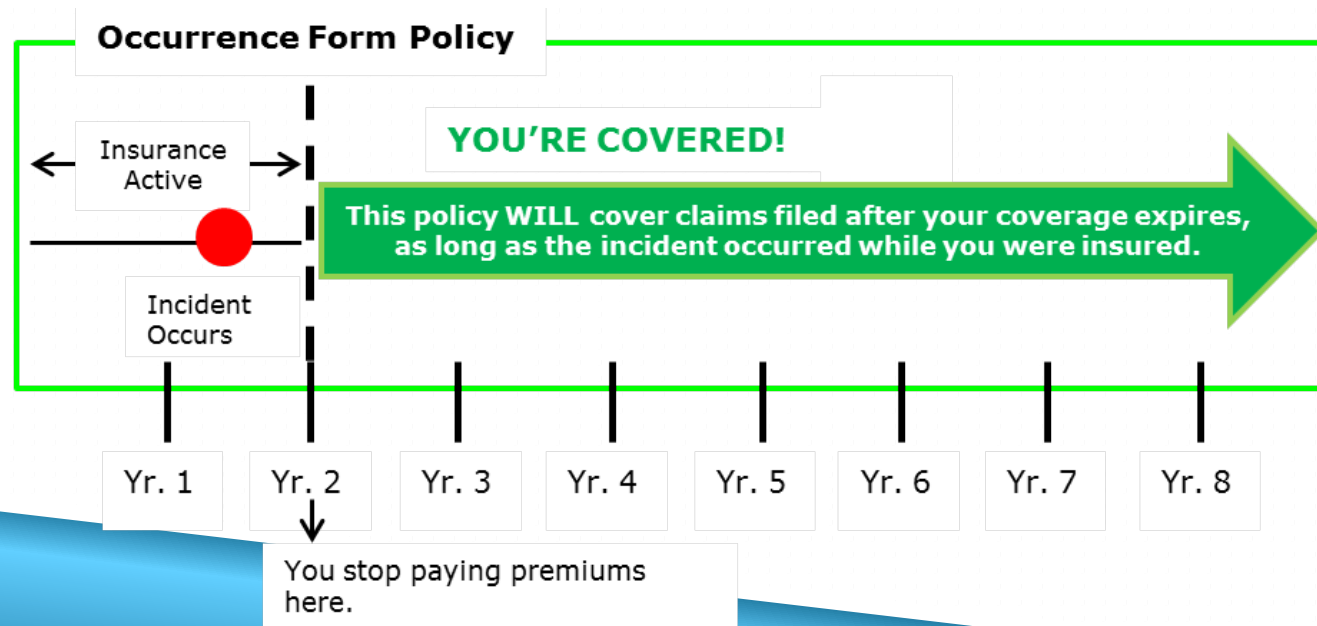 Occurrence Form Policy
YOU'RE COVERED!
Insurance
Active
This policy WILL cover claims filed after your coverage expires,
as long as the incident occurred while you were insured.
Incident
Occurs
Yr. 1
Yr. 2
Yr. 3
Yr. 4
Yr. 5
Yr. 6
Yr. 7
Yr. 8
You stop paying premiums
here.